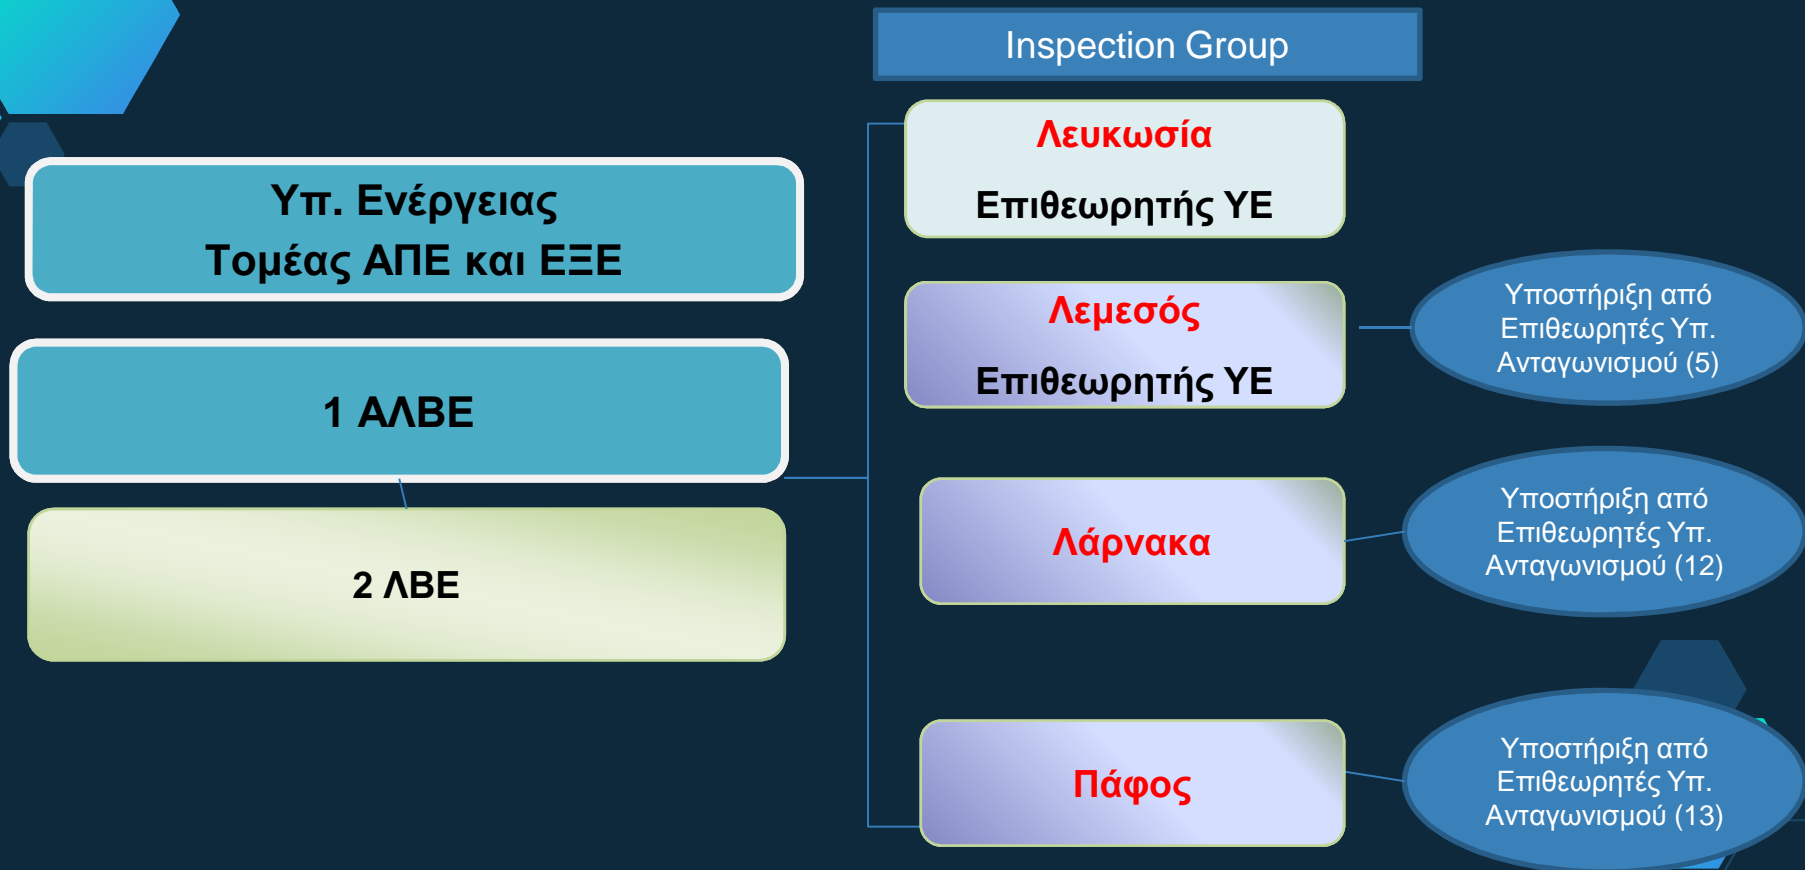 Inspection Group
Υπ. Ενέργειας
Τομέας ΑΠΕ και ΕΞΕ
1 ΑΛΒΕ
2 ΛΒΕ
Λευκωσία
Επιθεωρητής ΥΕ
Λεμεσός
Επιθεωρητής ΥΕ
Υποστήριξη από
Επιθεωρητές Υπ.
Ανταγωνισμού (5)
Λάρνακα
Υποστήριξη από
Επιθεωρητές Υπ.
Ανταγωνισμού (12)
Πάφος
Υποστήριξη από
Επιθεωρητές Υπ.
Ανταγωνισμού (13)